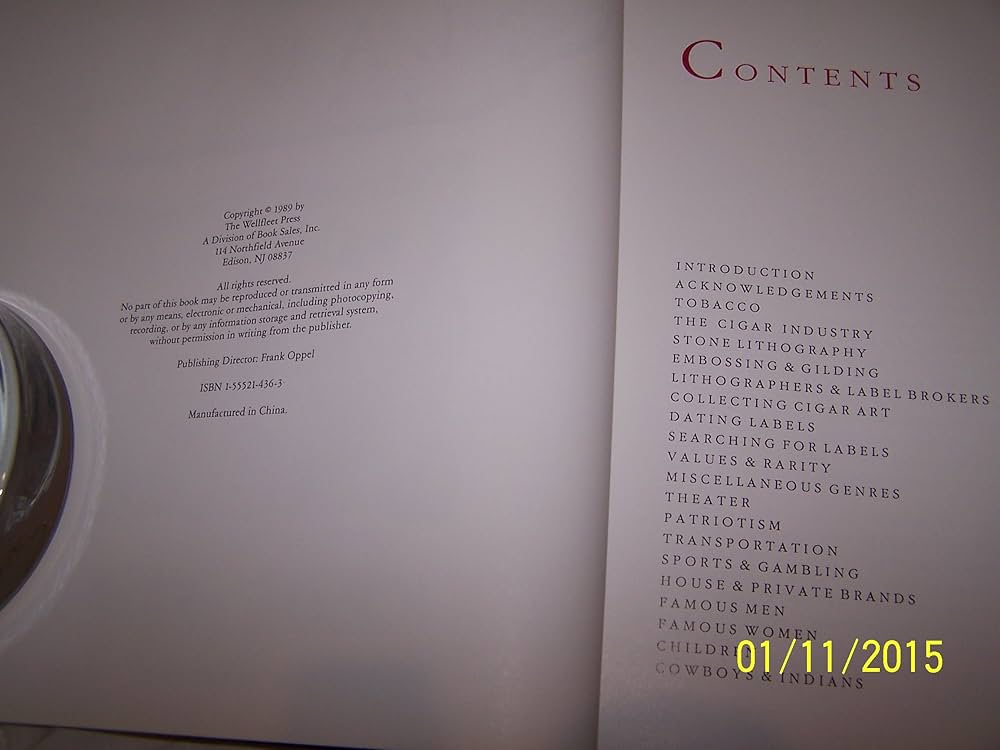 Copyright © 1989 by
The Wellfleet Press
A Division of Book Sales, Inc.
114 Northfield Avenue
Edison, NJ 08837
All rights reserved.
No part of this book may be reproduced or transmitted in any form
or by any means, electronic or mechanical, including photocopying,
recording, or by any information storage and retrieval system,
without permission in writing from the publisher.
Publishing Director: Frank Oppel
ISBN 1-55521-436-3
Manufactured in China.
CONTENTS
INTRODUCTION
ACKNOWLEDGEMENTS
TOBACCO
THE CIGAR INDUSTRY
STONE LITHOGRAPHY
EMBOSSING & GILDING
LITHOGRAPHERS & LABEL BROKERS
COLLECTING CIGAR ART
DATING LABELS
SEARCHING FOR LABELS
VALUES & RARITY
MISCELLANEOUS GENRES
THEATER
PATRIOTISM
TRANSPORTATION
SPORTS & GAMBLING
HOUSE & PRIVATE BRANDS
FAMOUS MEN
FAMOUS WOMEN
CHILDREN
COWBOYS & INDIANS
01/11/2015